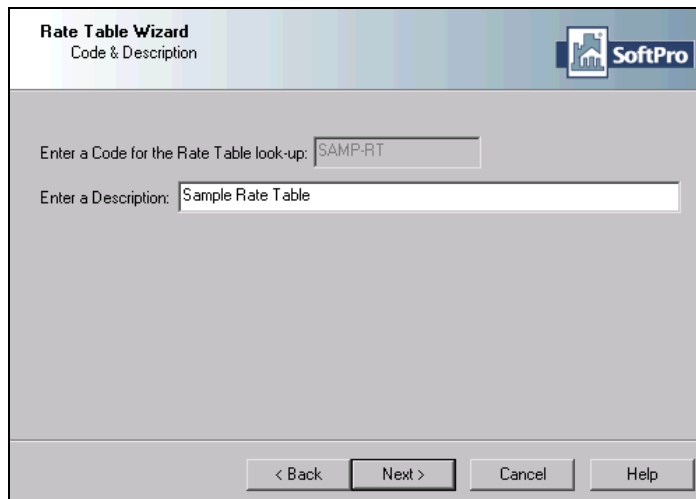 Rate Table Wizard
Code & Description
SoftPro
Enter a Code for the Rate Table look-up: SAMP-RT
Enter a Description: Sample Rate Table
< Back Next > Cancel Help